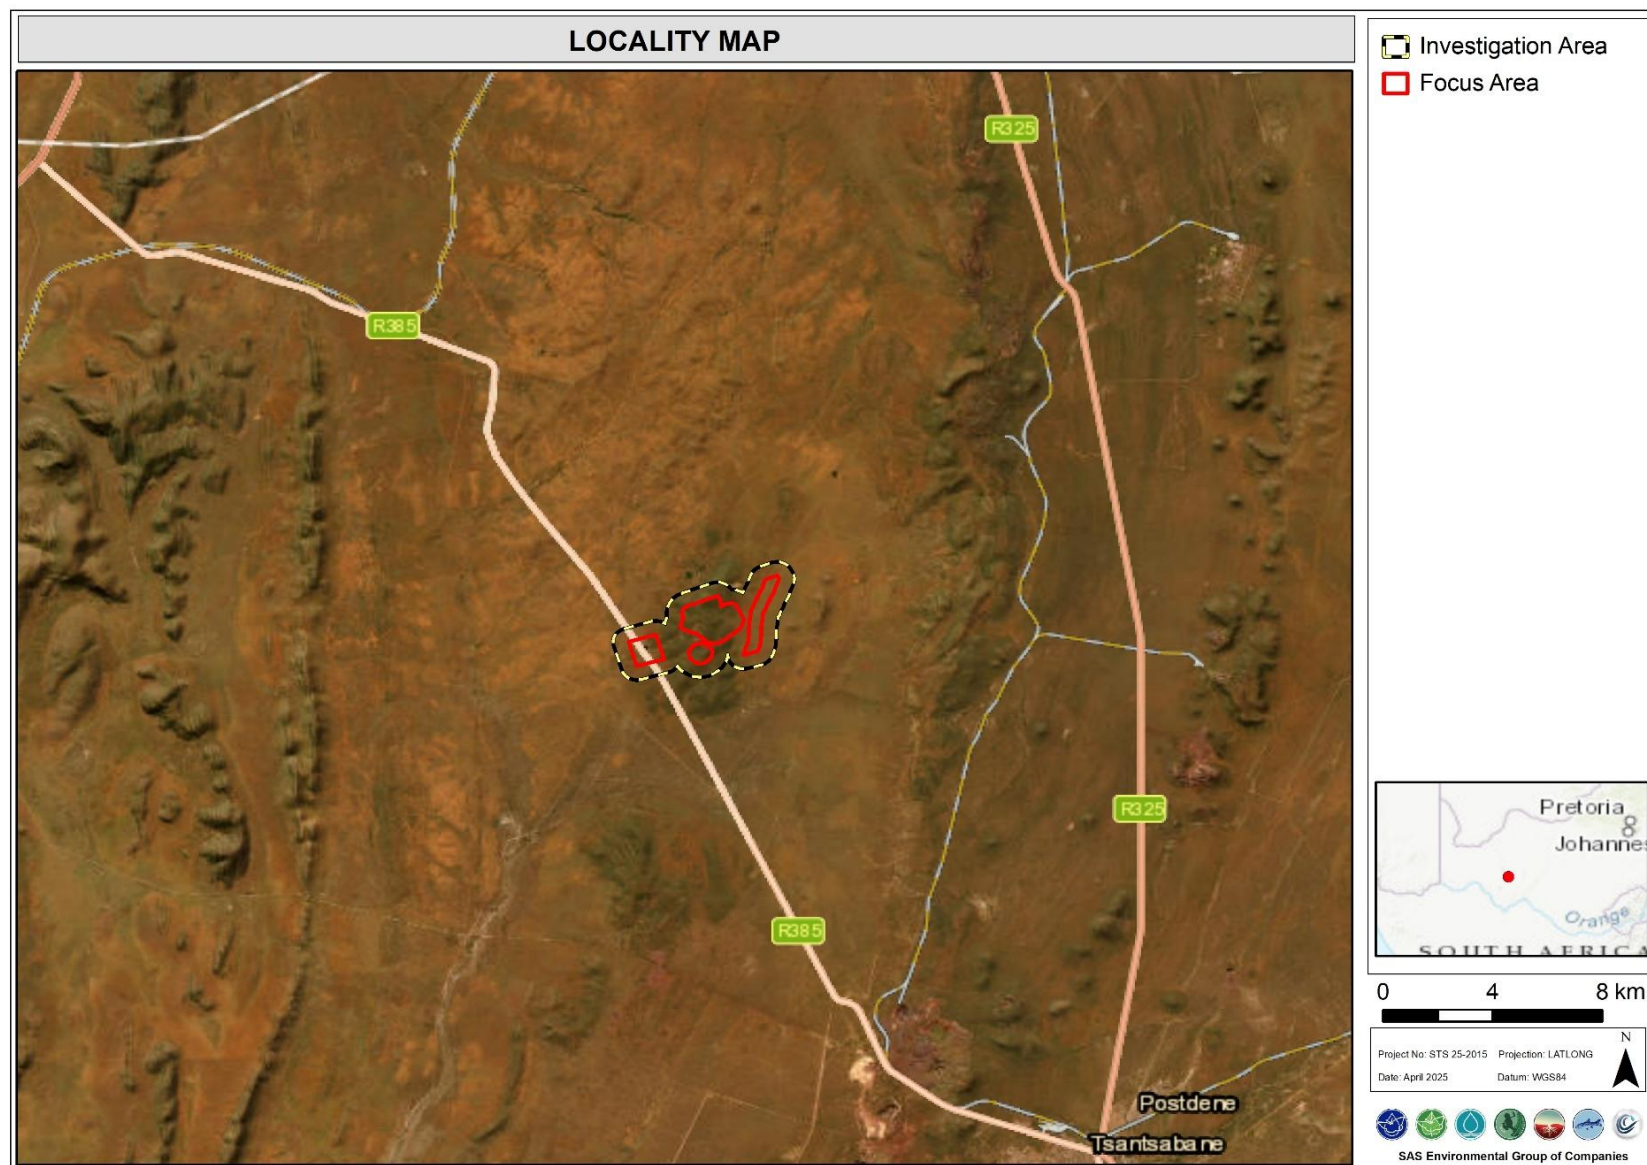 LOCALITY MAP
Investigation Area
Focus Area
R325
R385
R325
R385
Postdene
Tsantsabane
Pretoria
Johannes
Orange
SOUTH AFRICA
0 4 8 km
Project No: STS 25-2015 Projection: LATLONG
Date: April 2025 Datum: WGS84
N
SAS Environmental Group of Companies